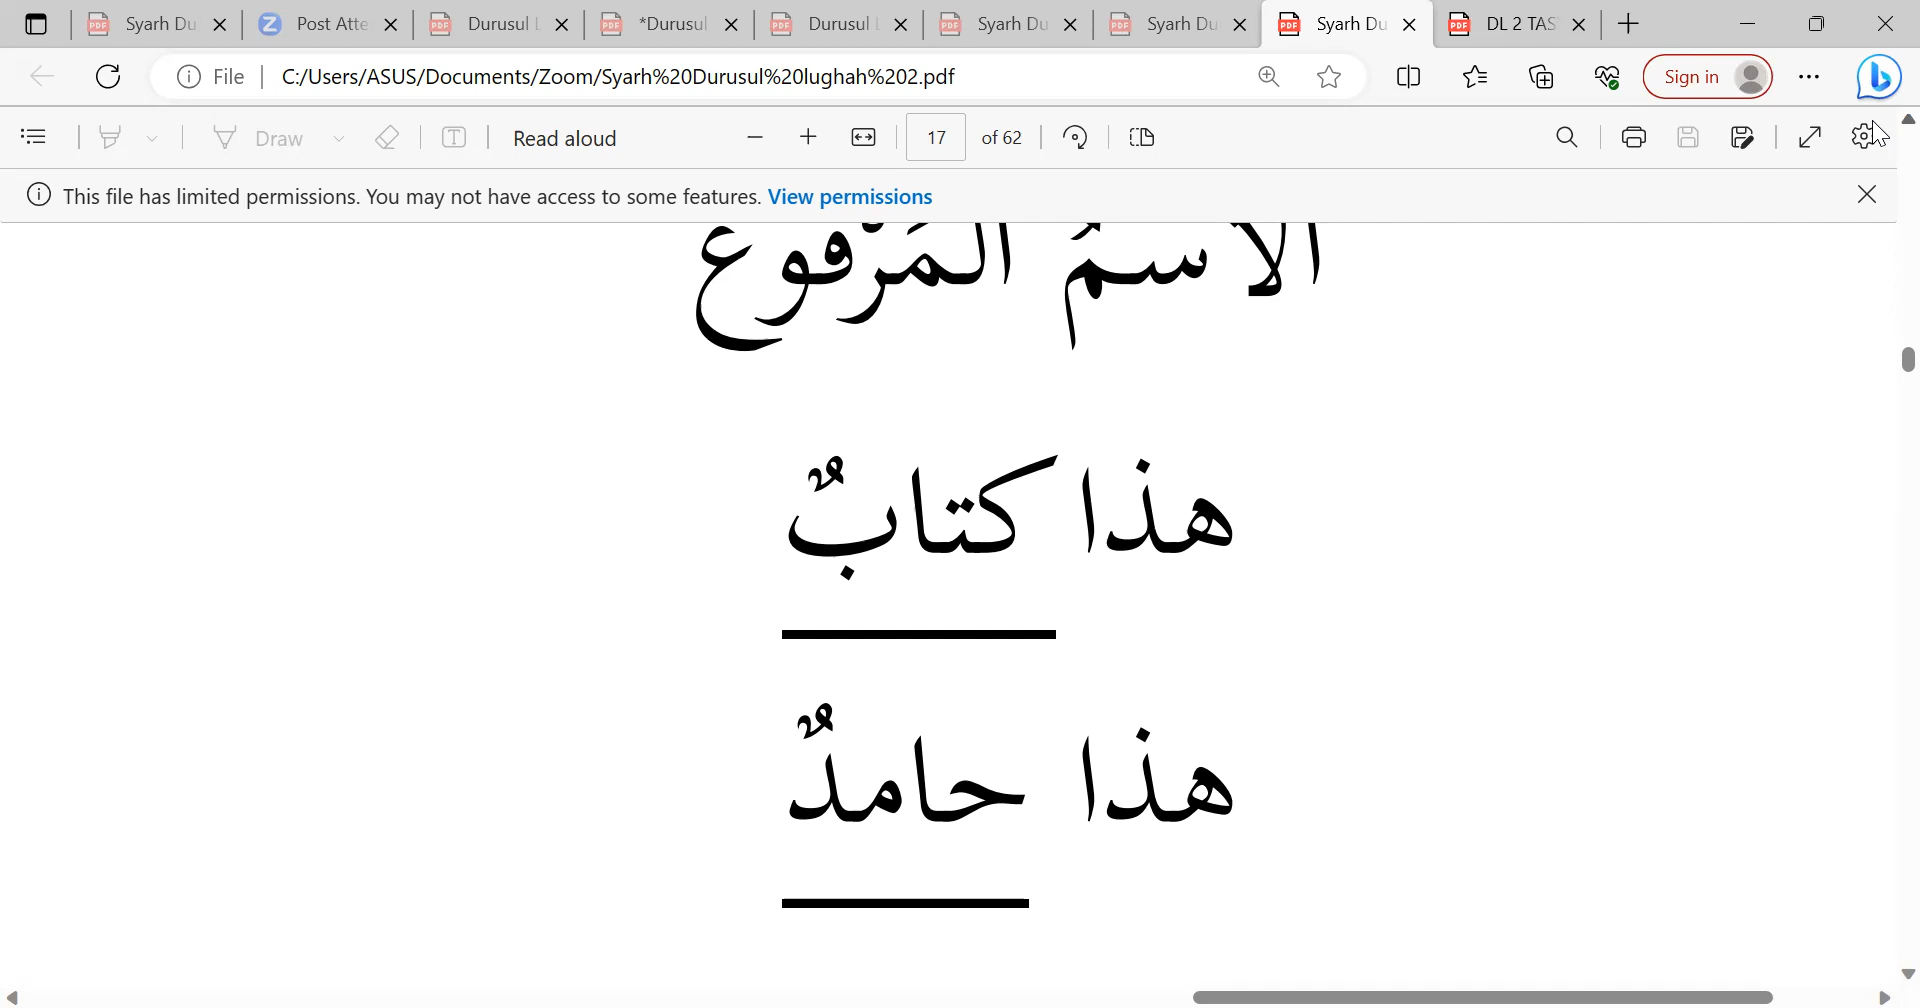 Syarh Du
Post Atte
Durusul L
*Durusul
Durusul L
Syarh Du
Syarh Du
Syarh Du
DL 2 TAS
File
C:/Users/ASUS/Documents/Zoom/Syarh%20Durusul%20lughah%202.pdf
Sign in
Draw
Read aloud
17 of 62
This file has limited permissions. You may not have access to some features. View permissions
الاسمُ المَرْفوع
هذا كتابٌ
هذا حامدٌ